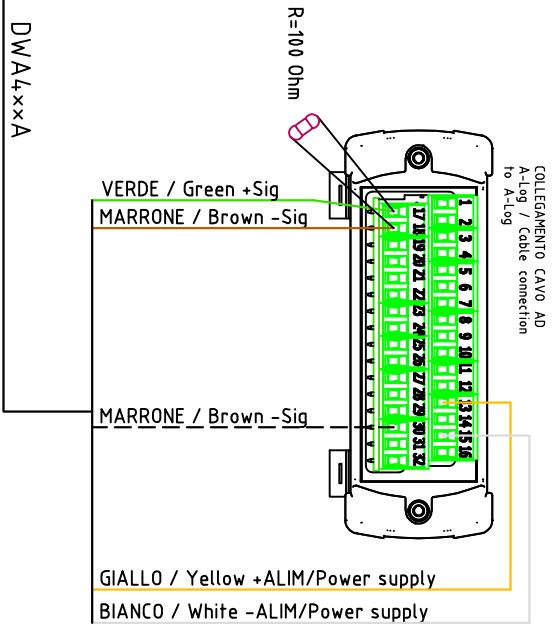 DWA4xxA
R=100 Ohm
COLLEGAMENTO CAVO AD
A-Log / Cable connection
to A-Log
VERDE / Green +Sig
MARRONE / Brown -Sig
MARRONE / Brown -Sig
GIALLO / Yellow +ALIM/Power supply
BIANCO / White -ALIM/Power supply
1 2 3 4 5 6 7 8 9 10 11 12 13 14 15 16
17 18 19 20 21 22 23 24 25 26 27 28 29 30 31 32